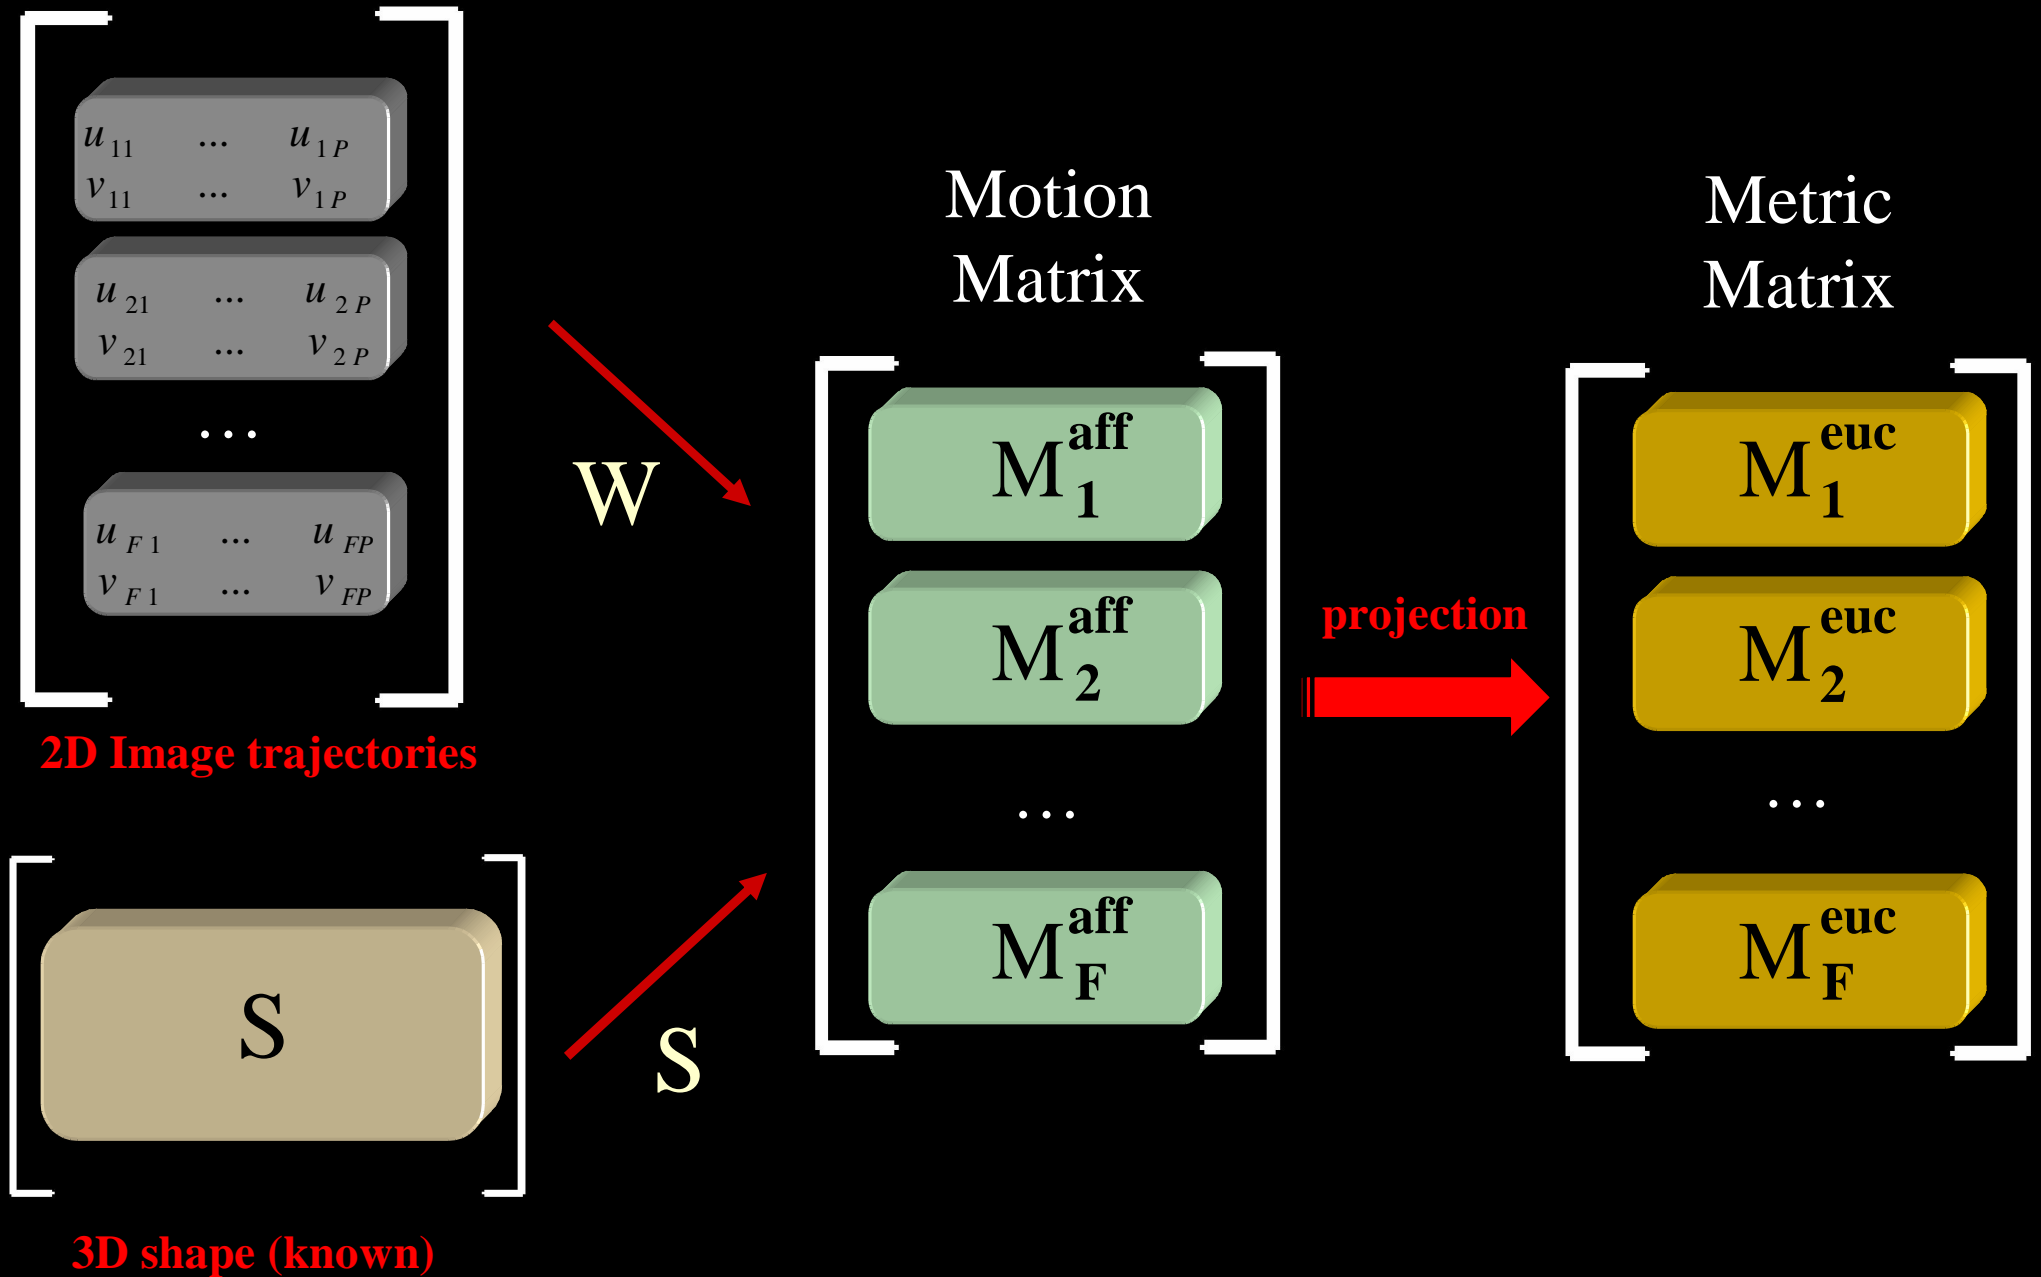 u11 ... u1P
v11 ... v1P
u21 ... u2P
v21 ... v2P
...
uF1 ... uFP
vF1 ... vFP
2D Image trajectories
S
3D shape (known)
W
S
Motion
Matrix
M1aff
M2aff
...
MFaff
projection
Metric
Matrix
M1euc
M2euc
...
MFeuc